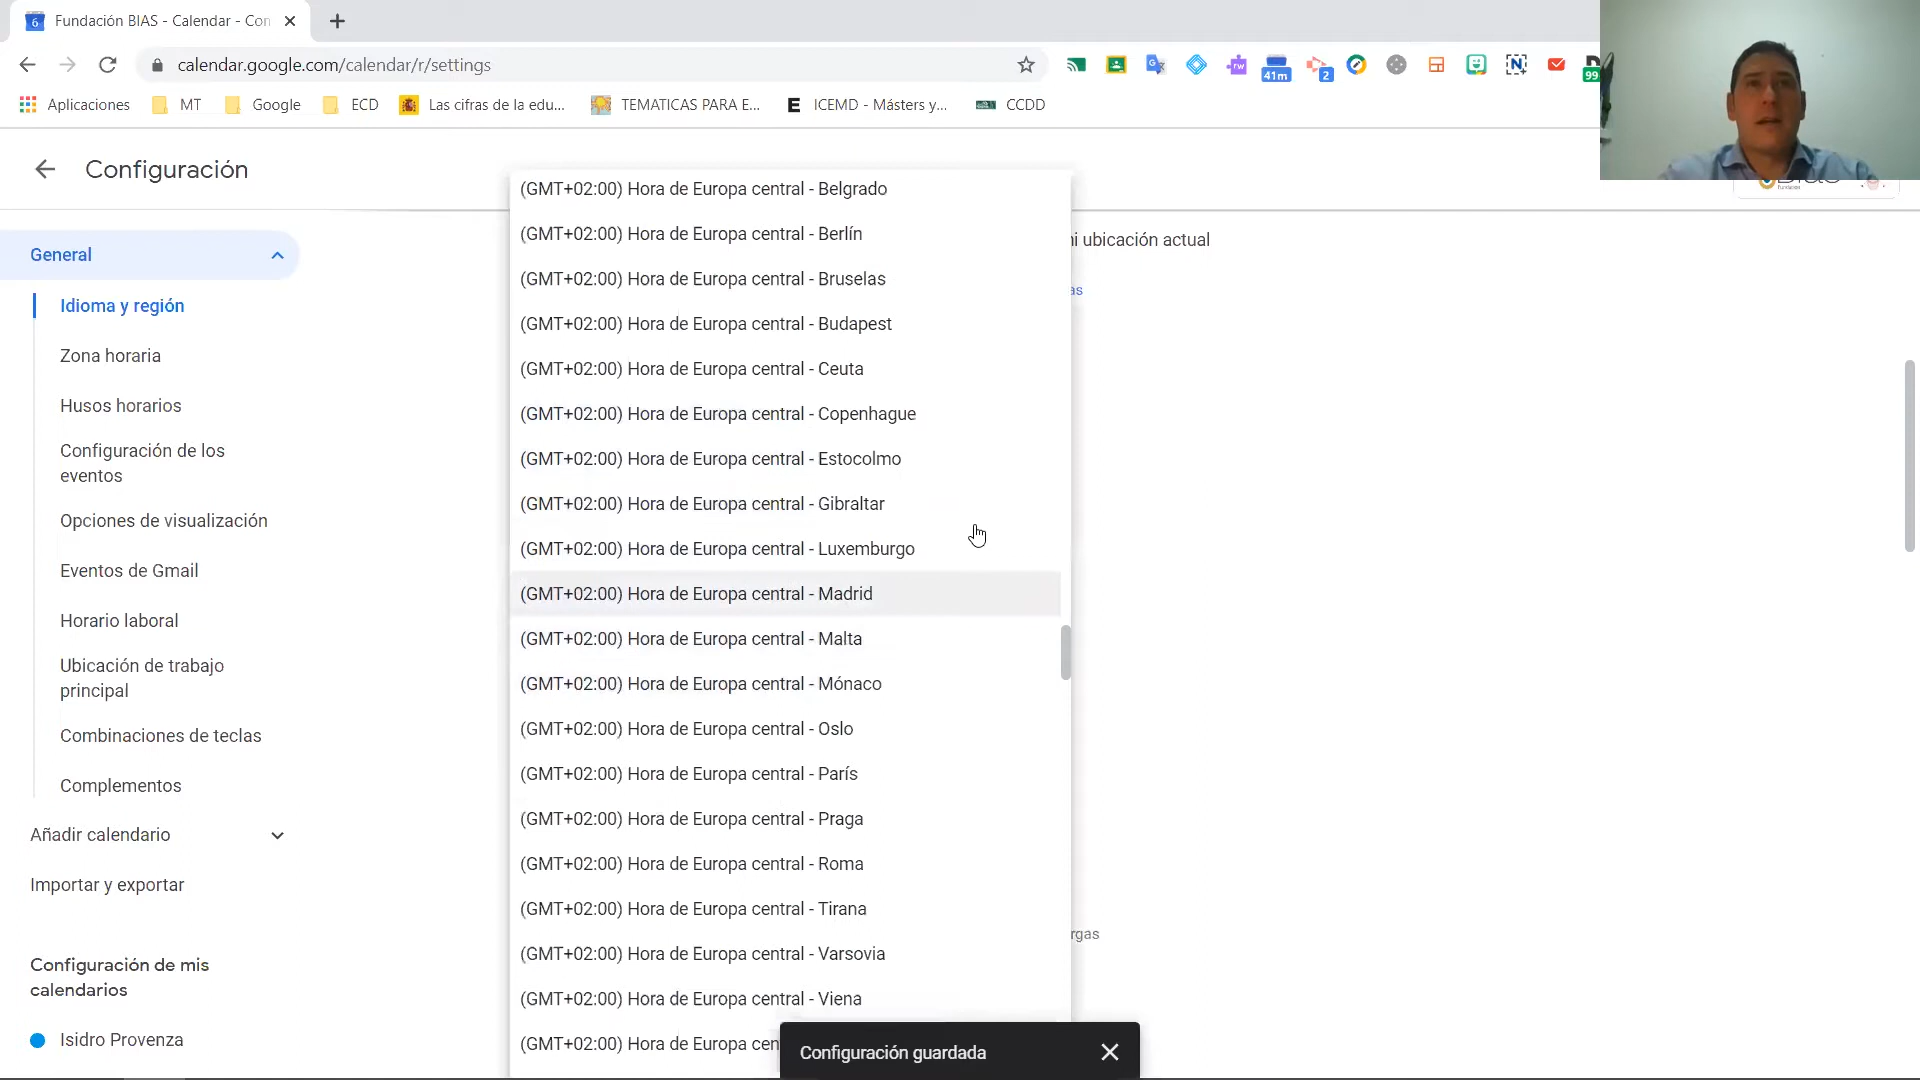 Fundación BIAS - Calendar - Con
calendar.google.com/calendar/r/settings
41m
2
99
Aplicaciones
MT
Google
ECD
Las cifras de la edu...
TEMATICAS PARA E...
ICEMD - Másters y...
CCDD
Configuración
General
Idioma y región
Zona horaria
Husos horarios
Configuración de los
eventos
Opciones de visualización
Eventos de Gmail
Horario laboral
Ubicación de trabajo
principal
Combinaciones de teclas
Complementos
Añadir calendario
Importar y exportar
Configuración de mis
calendarios
Isidro Provenza
(GMT+02:00) Hora de Europa central - Belgrado
(GMT+02:00) Hora de Europa central - Berlín
(GMT+02:00) Hora de Europa central - Bruselas
(GMT+02:00) Hora de Europa central - Budapest
(GMT+02:00) Hora de Europa central - Ceuta
(GMT+02:00) Hora de Europa central - Copenhague
(GMT+02:00) Hora de Europa central - Estocolmo
(GMT+02:00) Hora de Europa central - Gibraltar
(GMT+02:00) Hora de Europa central - Luxemburgo
(GMT+02:00) Hora de Europa central - Madrid
(GMT+02:00) Hora de Europa central - Malta
(GMT+02:00) Hora de Europa central - Mónaco
(GMT+02:00) Hora de Europa central - Oslo
(GMT+02:00) Hora de Europa central - París
(GMT+02:00) Hora de Europa central - Praga
(GMT+02:00) Hora de Europa central - Roma
(GMT+02:00) Hora de Europa central - Tirana
(GMT+02:00) Hora de Europa central - Varsovia
(GMT+02:00) Hora de Europa central - Viena
(GMT+02:00) Hora de Europa cen
ni ubicación actual
as
rgas
Configuración guardada